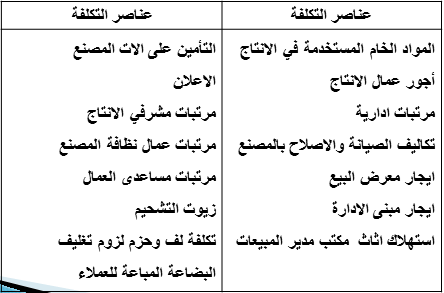 عناصر التكلفة
المواد الخام المستخدمة في الانتاج
أجور عمال الانتاج
مرتبات ادارية
تكاليف الصيانة والاصلاح بالمصنع
ايجار معرض البيع
ايجار مبنى الادارة
استهلاك اثاث مكتب مدير المبيعات
عناصر التكلفة
التأمين على الات المصنع
الاعلان
مرتبات مشرفي الانتاج
مرتبات عمال نظافة المصنع
مرتبات مساعدى العمال
زيوت التشحيم
تكلفة لف وحزم لزوم تغليف
البضاعة المباعة للعملاء